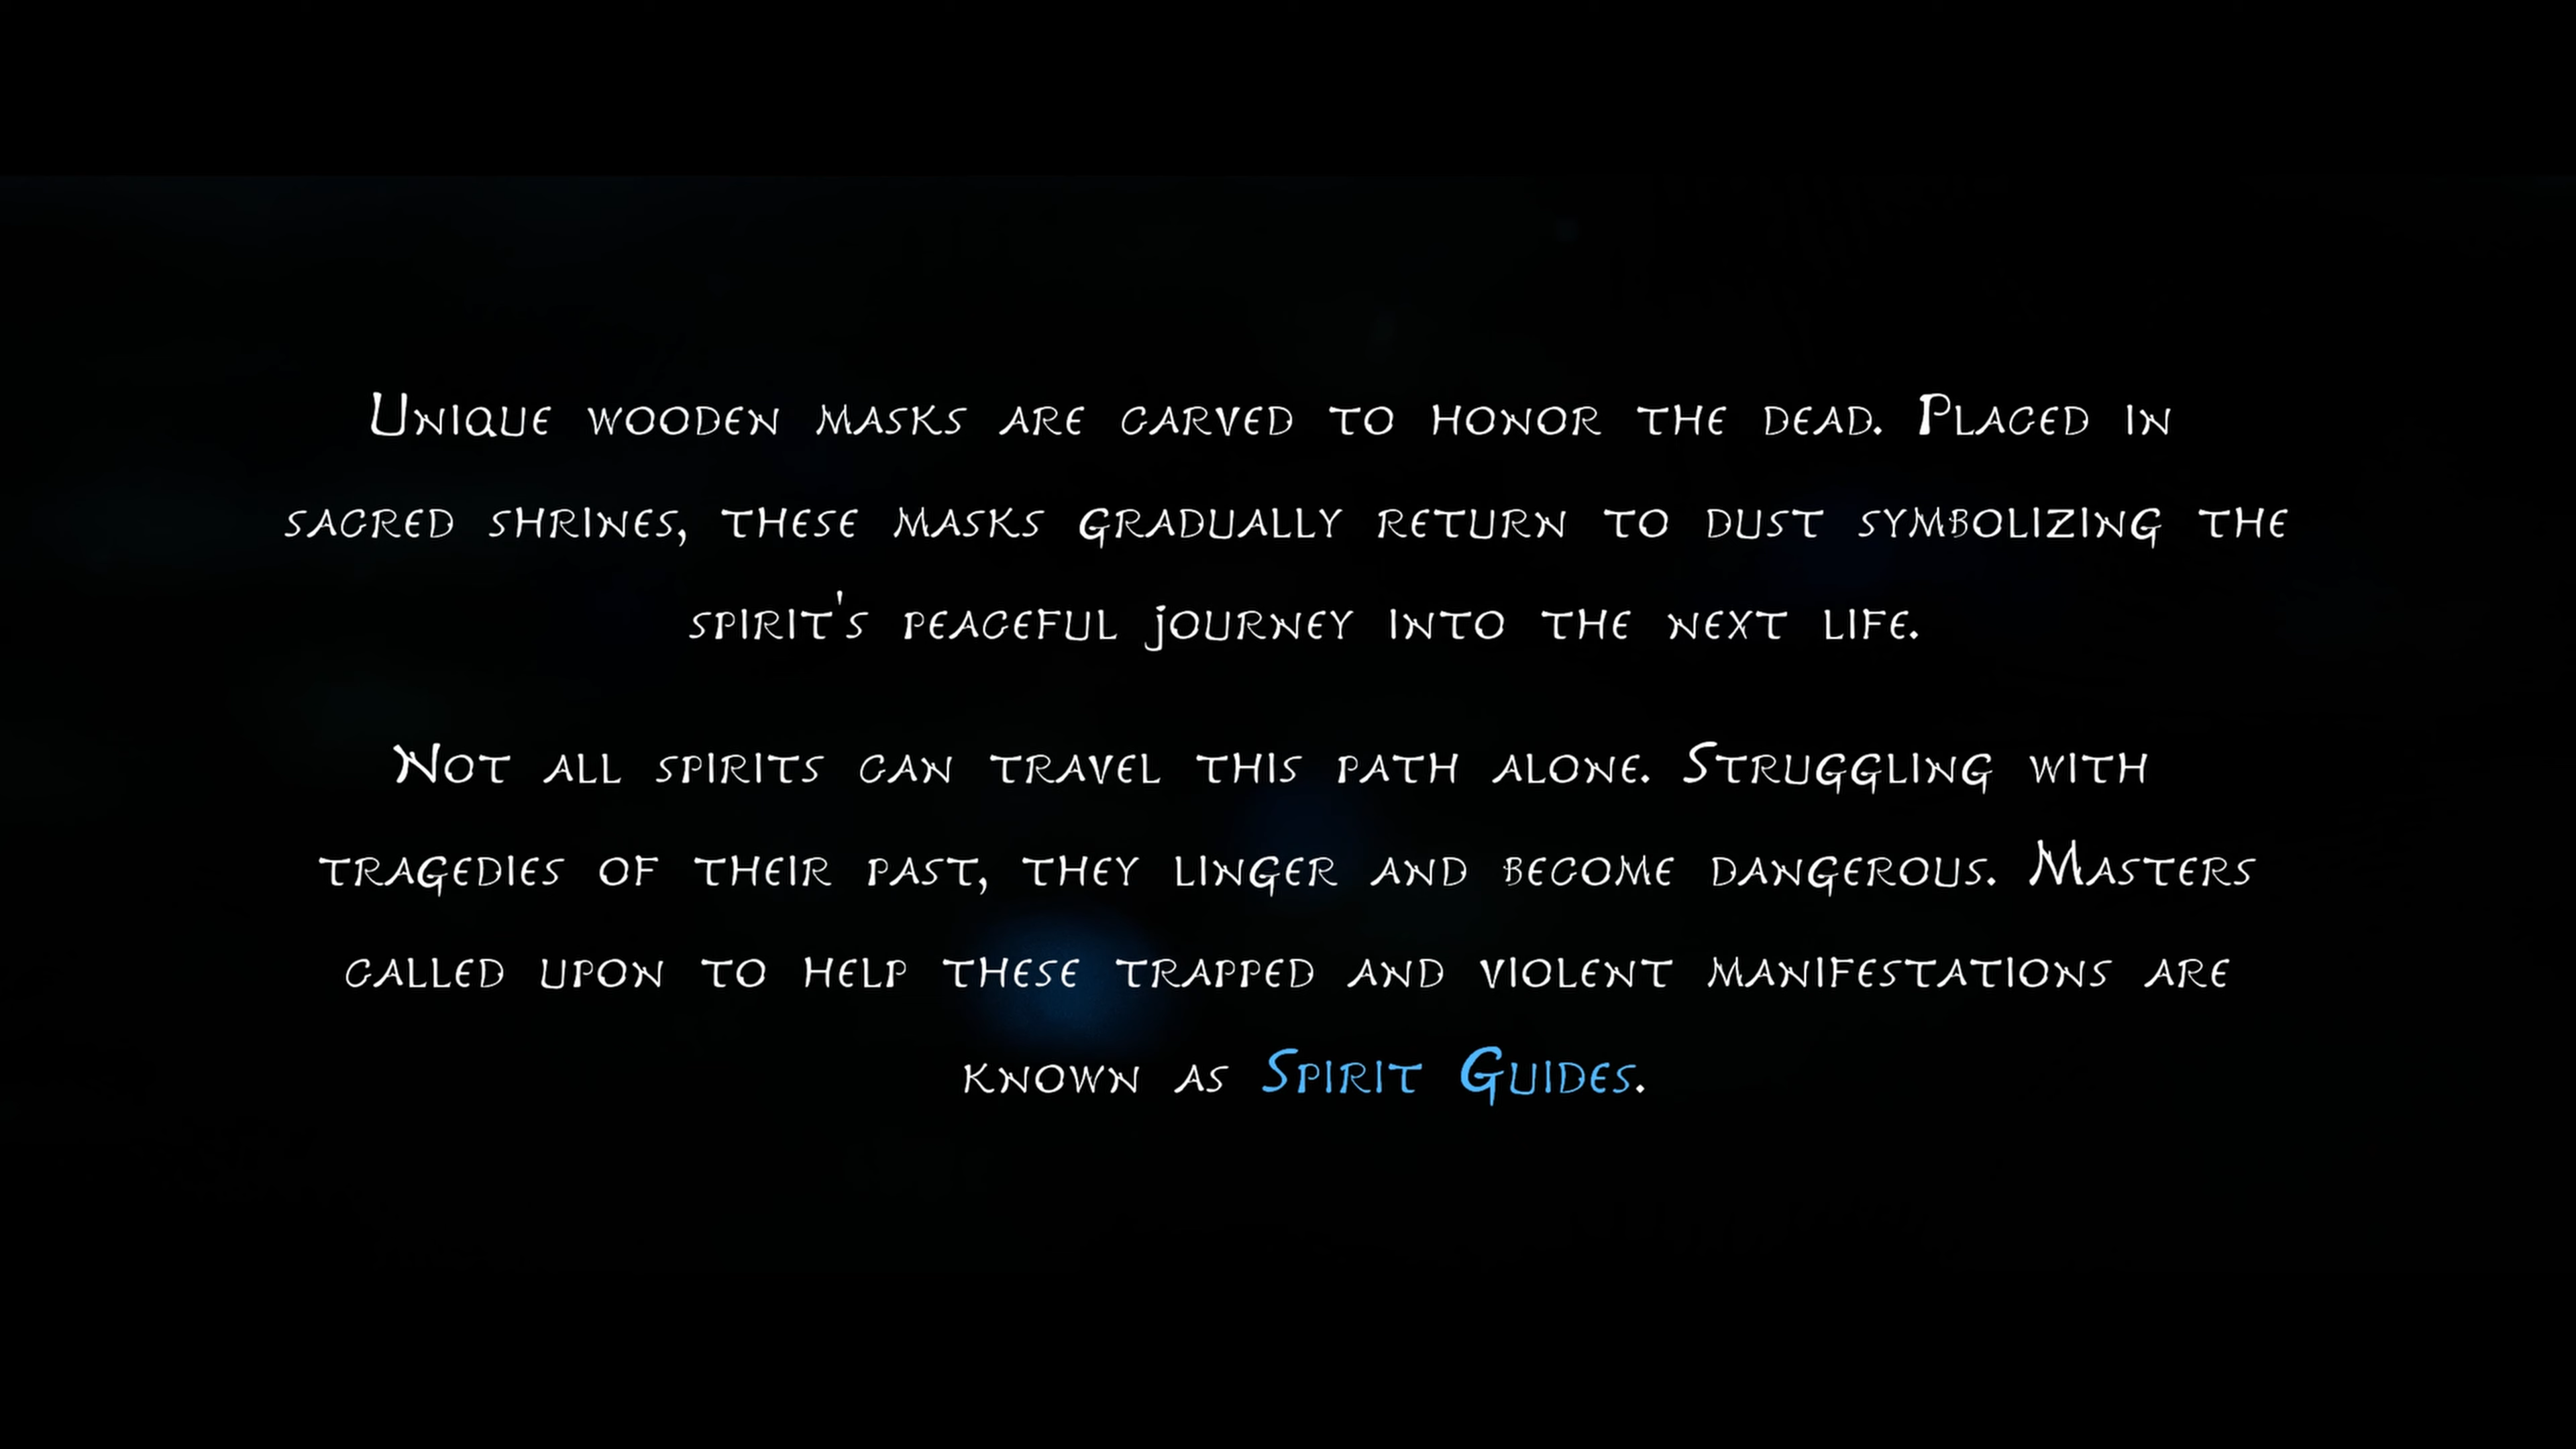 Unique wooden masks are carved to honor the dead. Placed in
sacred shrines, these masks gradually return to dust symbolizing the
spirit's peaceful journey into the next life.
Not all spirits can travel this path alone. Struggling with
tragedies of their past, they linger and become dangerous. Masters
called upon to help these trapped and violent manifestations are
known as Spirit Guides.